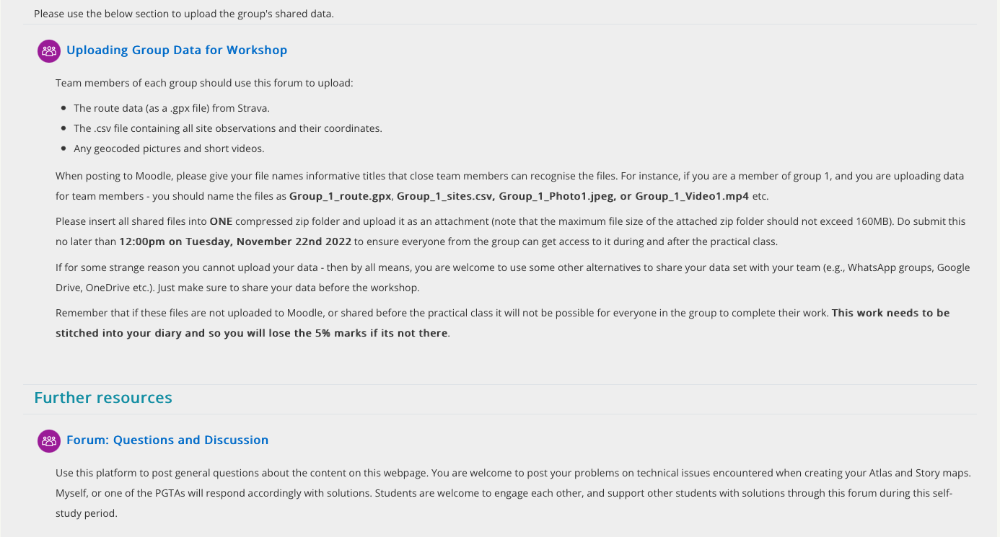 Please use the below section to upload the group's shared data.
Uploading Group Data for Workshop
Team members of each group should use this forum to upload:
The route data (as a .gpx file) from Strava.
The .csv file containing all site observations and their coordinates.
Any geocoded pictures and short videos.
When posting to Moodle, please give your file names informative titles that close team members can recognise the files. For instance, if you are a member of group 1, and you are uploading data
for team members - you should name the files as Group_1_route.gpx, Group_1_sites.csv, Group_1_Photo1.jpeg, or Group_1_Video1.mp4 etc.
Please insert all shared files into ONE compressed zip folder and upload it as an attachment (note that the maximum file size of the attached zip folder should not exceed 160MB). Do submit this
no later than 12:00pm on Tuesday, November 22nd 2022 to ensure everyone from the group can get access to it during and after the practical class.
If for some strange reason you cannot upload your data - then by all means, you are welcome to use some other alternatives to share your data set with your team (e.g., WhatsApp groups, Google
Drive, OneDrive etc.). Just make sure to share your data before the workshop.
Remember that if these files are not uploaded to Moodle, or shared before the practical class it will not be possible for everyone in the group to complete their work. This work needs to be
stitched into your diary and so you will lose the 5% marks if its not there.
Further resources
Forum: Questions and Discussion
Use this platform to post general questions about the content on this webpage. You are welcome to post your problems on technical issues encountered when creating your Atlas and Story maps.
Myself, or one of the PGTAs will respond accordingly with solutions. Students are welcome to engage each other, and support other students with solutions through this forum during this self-
study period.